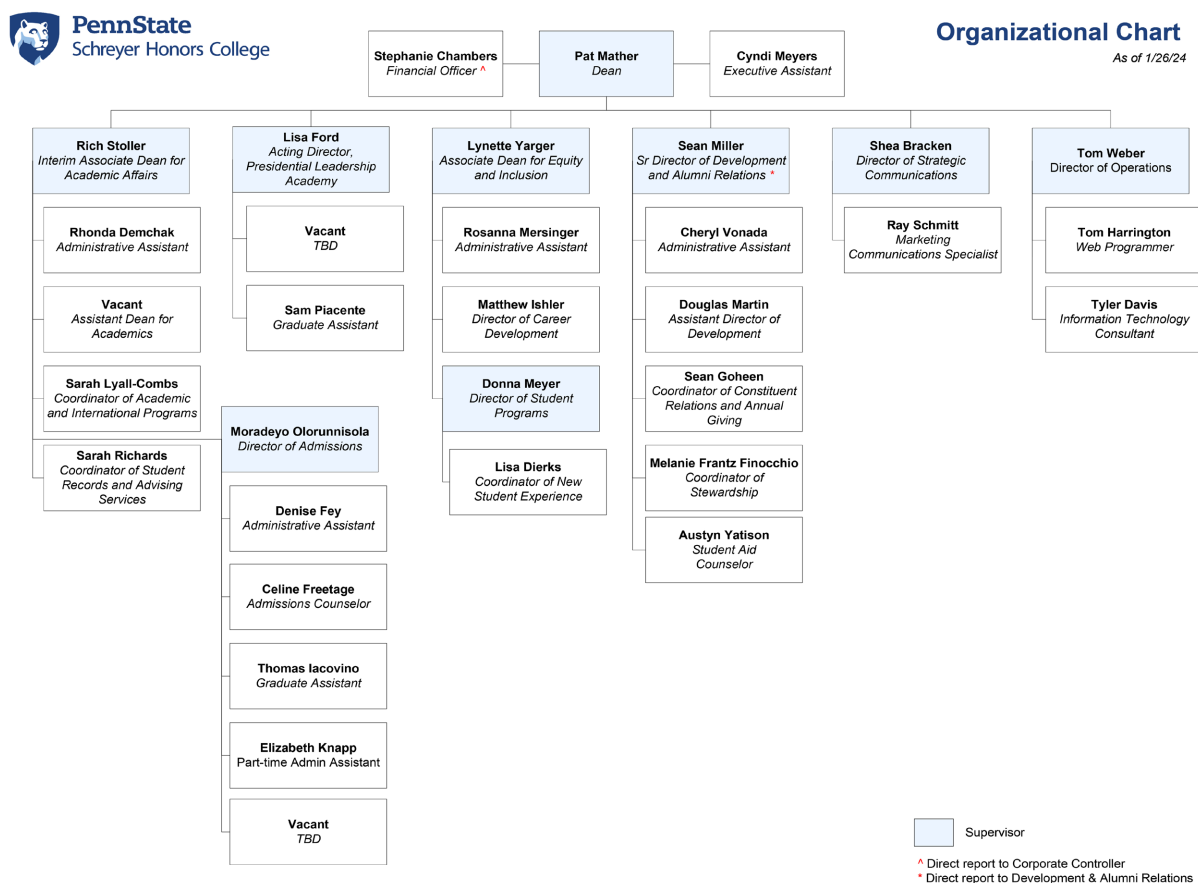 PennState
Schreyer Honors College
Organizational Chart
As of 1/26/24
Stephanie Chambers
Financial Officer ^
Pat Mather
Dean
Cyndi Meyers
Executive Assistant
Rich Stoller
Interim Associate Dean for
Academic Affairs
Rhonda Demchak
Administrative Assistant
Vacant
Assistant Dean for
Academics
Sarah Lyall-Combs
Coordinator of Academic
and International Programs
Sarah Richards
Coordinator of Student
Records and Advising
Services
Moradeyo Olorunnisola
Director of Admissions
Denise Fey
Administrative Assistant
Celine Freetage
Admissions Counselor
Thomas Iacovino
Graduate Assistant
Elizabeth Knapp
Part-time Admin Assistant
Vacant
TBD
Lisa Ford
Acting Director,
Presidential Leadership
Academy
Vacant
TBD
Sam Piacente
Graduate Assistant
Lynette Yarger
Associate Dean for Equity
and Inclusion
Rosanna Mersinger
Administrative Assistant
Matthew Ishler
Director of Career
Development
Donna Meyer
Director of Student
Programs
Lisa Dierks
Coordinator of New
Student Experience
Sean Miller
Sr Director of Development
and Alumni Relations *
Cheryl Vonada
Administrative Assistant
Douglas Martin
Assistant Director of
Development
Sean Goheen
Coordinator of Constituent
Relations and Annual
Giving
Melanie Frantz Finocchio
Coordinator of
Stewardship
Austyn Yatison
Student Aid
Counselor
Shea Bracken
Director of Strategic
Communications
Ray Schmitt
Marketing
Communications Specialist
Tom Weber
Director of Operations
Tom Harrington
Web Programmer
Tyler Davis
Information Technology
Consultant
Supervisor
^ Direct report to Corporate Controller
* Direct report to Development & Alumni Relations